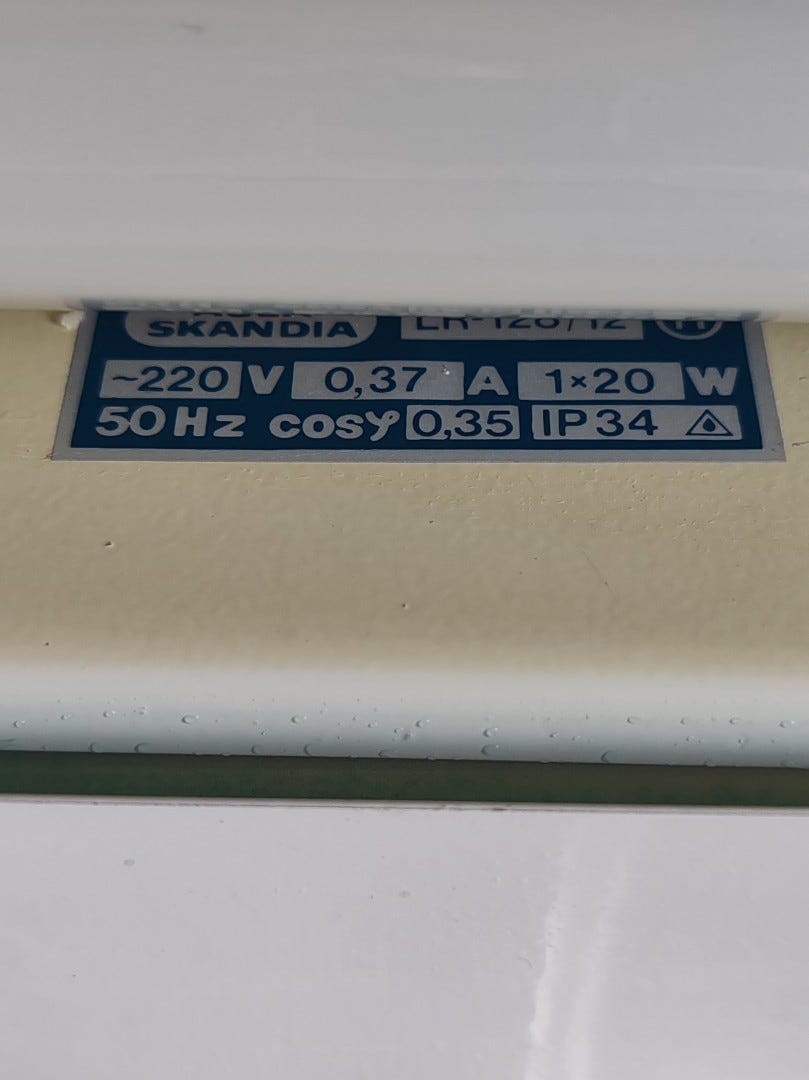 SKANDIA
~220 V 0,37 A 1×20 W
50 Hz cosφ 0,35 IP34